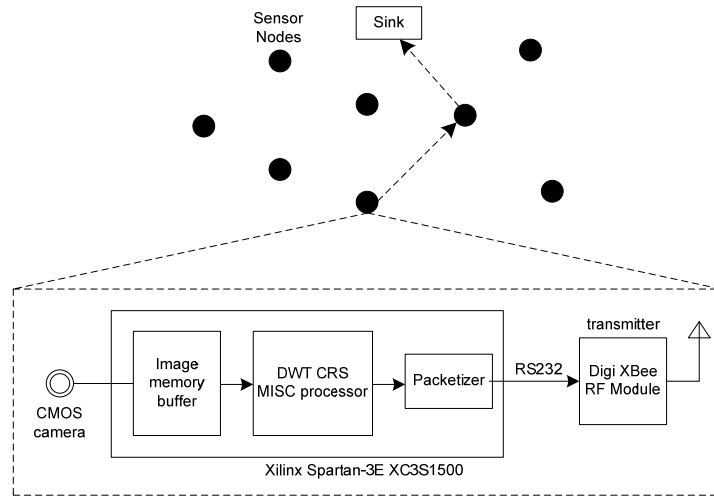 Sensor
Nodes
Sink
transmitter
Image
memory
buffer
DWT CRS
MISC processor
Packetizer
RS232
Digi XBee
RF Module
CMOS
camera
Xilinx Spartan-3E XC3S1500